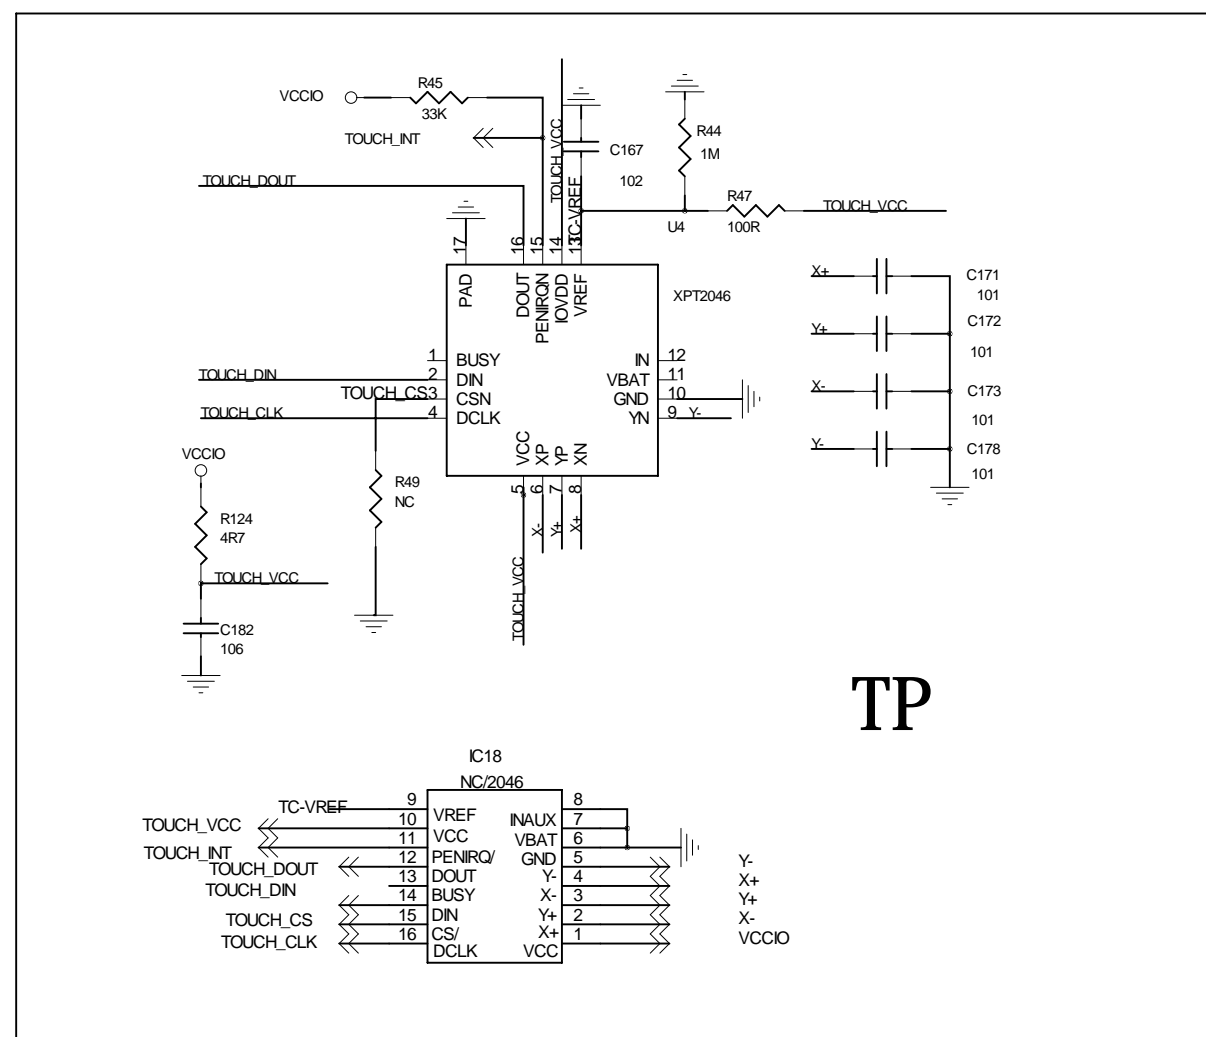 R45
VCCIO
33K
TOUCH_INT
TOUCH_VCC
C167
102
R44
1M
TOUCH_DOUT
TC-VREF
R47
TOUCH_VCC
U4
100R
17
16
15
14
13
PAD
DOUT
PENIRQN
IOVDD
VREF
XPT2046
X+
C171
101
Y+
C172
101
X-
C173
101
Y-
C178
101
1 BUSY
IN 12
TOUCH_DIN
2 DIN
VBAT 11
TOUCH_CS
3 CSN
GND 10
TOUCH_CLK
4 DCLK
YN 9 Y-
VCC
XP
YP
XN
5
6
7
8
X-
Y+
X+
TOUCH_VCC
VCCIO
R49
NC
R124
4R7
TOUCH_VCC
C182
106
TP
IC18
NC/2046
TC-VREF 9 VREF
8
TOUCH_VCC 10 VCC
INAUX 7
TOUCH_INT 11 PENIRQ/
VBAT 6
TOUCH_DOUT 12 DOUT
GND 5 Y-
TOUCH_DIN 13 BUSY
Y- 4 X+
14 DIN
X- 3 Y+
TOUCH_CS 15 CS/
Y+ 2 X-
TOUCH_CLK 16 DCLK
X+ 1 VCCIO
VCC